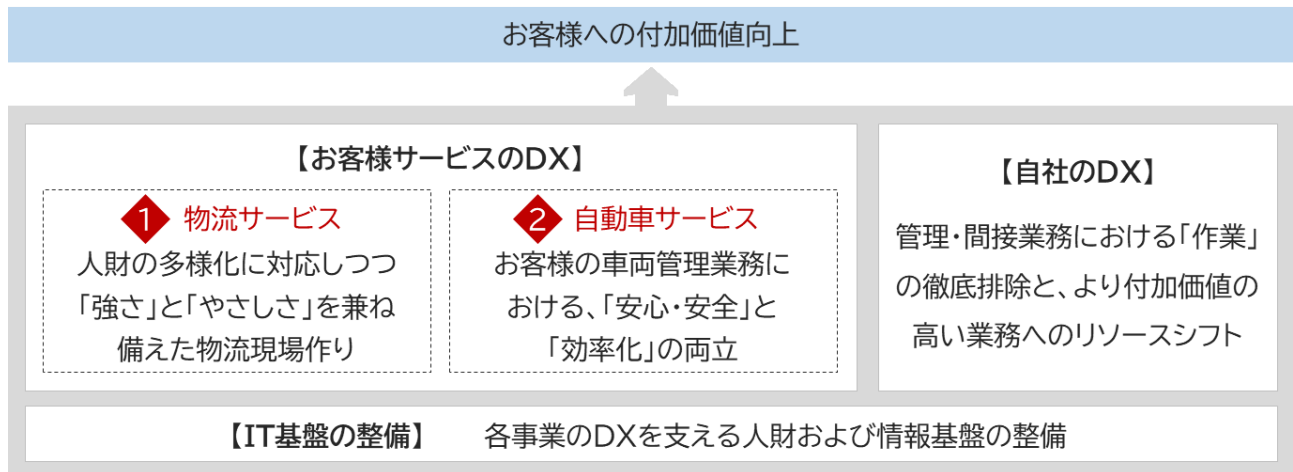 お客様への付加価値向上
【お客様サービスのDX】
1 物流サービス
人財の多様化に対応しつつ
「強さ」と「やさしさ」を兼ね
備えた物流現場作り
2 自動車サービス
お客様の車両管理業務に
おける、「安心・安全」と
「効率化」の両立
【自社のDX】
管理・間接業務における「作業」
の徹底排除と、より付加価値の
高い業務へのリソースシフト
【IT基盤の整備】 各事業のDXを支える人財および情報基盤の整備